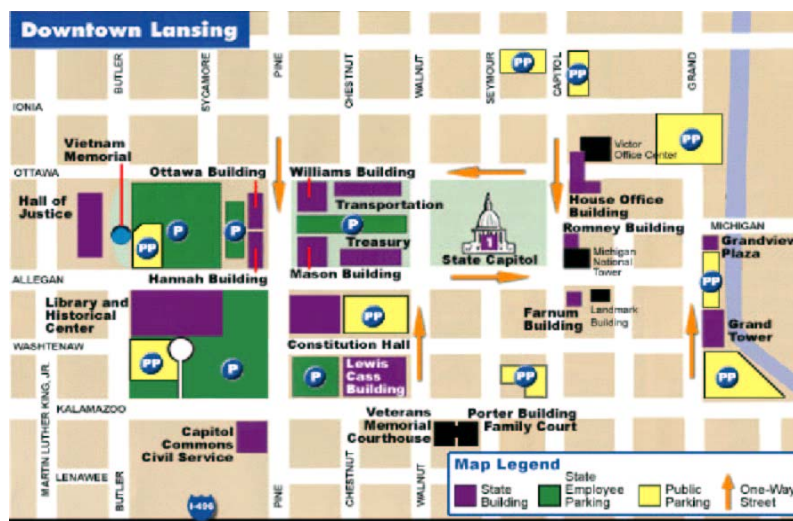 Downtown Lansing
BUTLER
SYCAMORE
PINE
CHESTNUT
WALNUT
SEYMOUR
CAPITOL
GRAND
PP
PP
IONIA
PP
Vietnam
Memorial
Victor
Office Center
OTTAWA
Ottawa Building
Williams Building
Hall of
Justice
House Office
Building
Transportation
P
P
P
PP
Treasury
1
State Capitol
Romney Building
Michigan
National
Tower
MICHIGAN
Grandview
Plaza
ALLEGAN
Hannah Building
Mason Building
PP
Library and
Historical
Center
PP
Farnum
Building
Landmark
Building
Grand
Tower
WASHTENAW
Constitution Hall
PP
P
P
Lewis
Cass
Building
PP
PP
MARTIN LUTHER KING, JR.
KALAMAZOO
Capitol
Commons
Civil Service
Veterans
Memorial
Courthouse
Porter Building
Family Court
LENAWEE
BUTLER
I-496
PINE
CHESTNUT
WALNUT
Map Legend
State
Building
State
Employee
Parking
Public
Parking
One-Way
Street